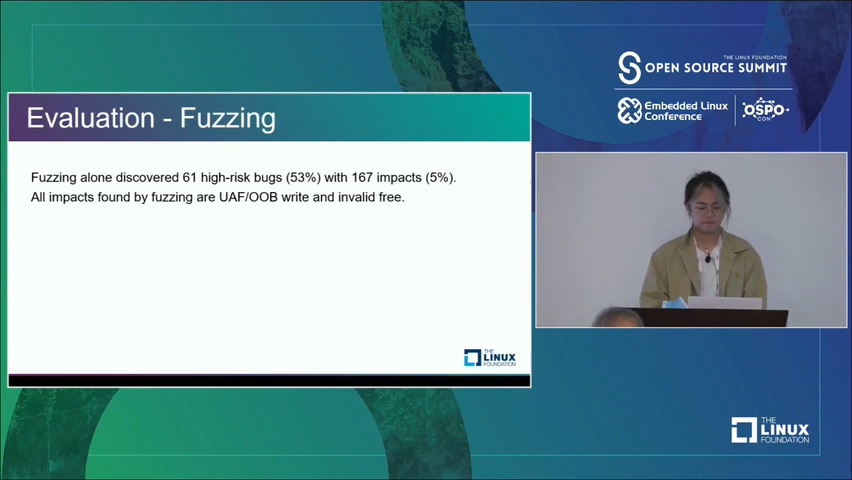 THE LINUX FOUNDATION
OPEN SOURCE SUMMIT
Embedded Linux
Conference
OSPO
CON
Evaluation - Fuzzing
Fuzzing alone discovered 61 high-risk bugs (53%) with 167 impacts (5%).
All impacts found by fuzzing are UAF/OOB write and invalid free.
THE
LINUX
FOUNDATION
THE
LINUX
FOUNDATION